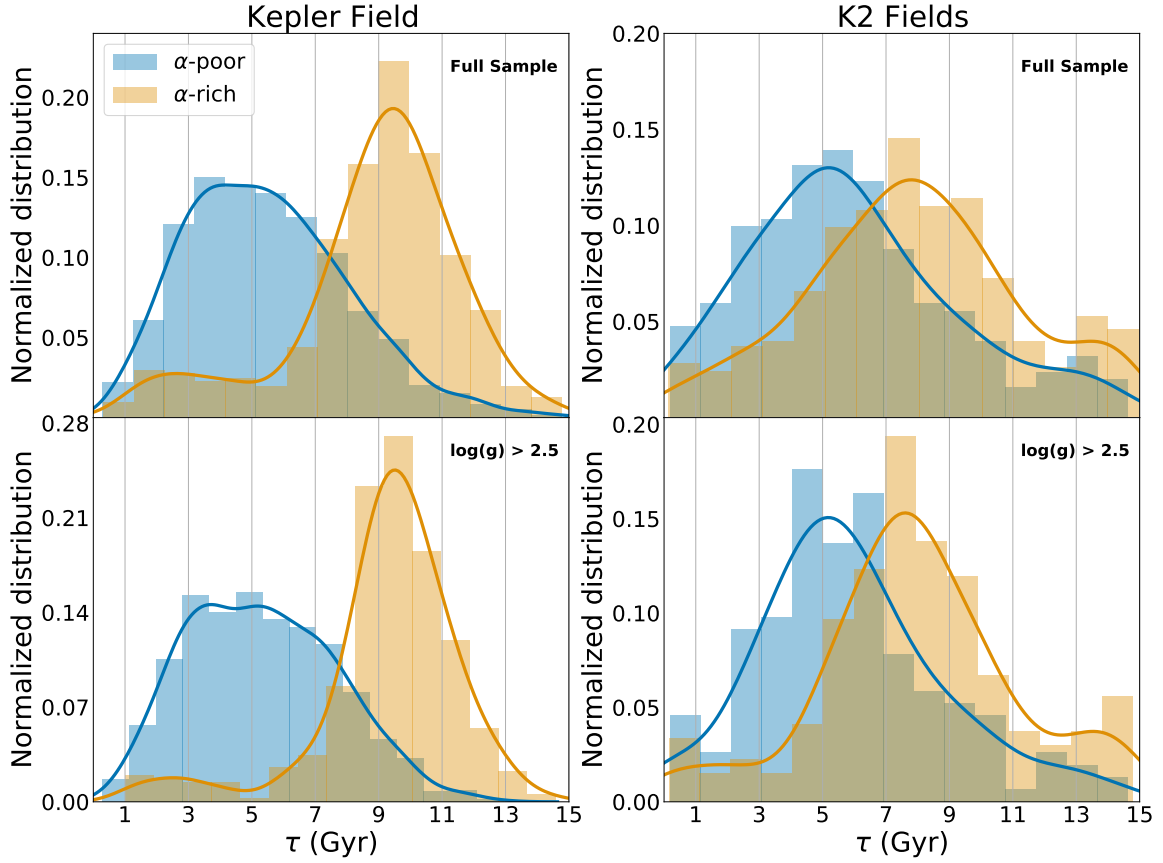 Kepler Field
K2 Fields
Normalized distribution
0.20
0.15
0.10
0.05
α-poor
α-rich
Full Sample
Normalized distribution
0.20
0.15
0.10
0.05
Full Sample
Normalized distribution
0.28
0.21
0.14
0.07
0.00
log(g) > 2.5
1 3 5 7 9 11 13 15
τ (Gyr)
Normalized distribution
0.20
0.15
0.10
0.05
0.00
log(g) > 2.5
1 3 5 7 9 11 13 15
τ (Gyr)